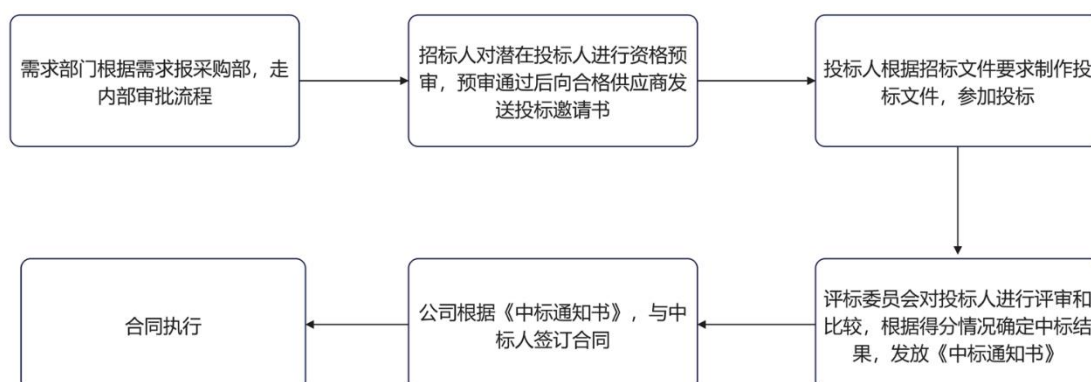 需求部门根据需求报采购部，走
内部审批流程
招标人对潜在投标人进行资格预
审，预审通过后向合格供应商发
送投标邀请书
投标人根据招标文件要求制作投
标文件，参加投标
评标委员会对投标人进行评审和
比较，根据得分情况确定中标结
果，发放《中标通知书》
公司根据《中标通知书》，与中
标人签订合同
合同执行